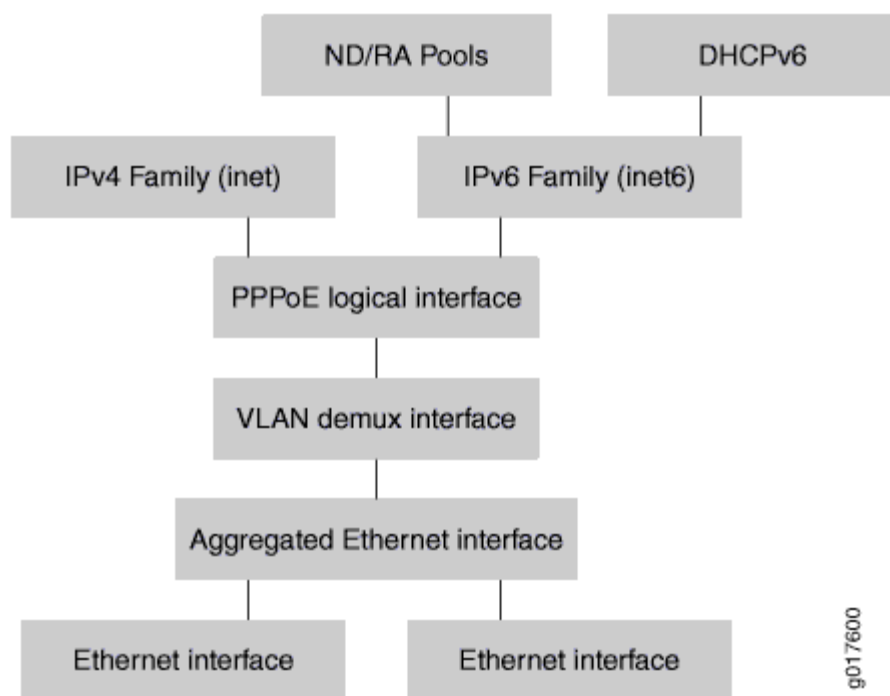 ND/RA Pools
DHCPv6
IPv4 Family (inet)
IPv6 Family (inet6)
PPPoE logical interface
VLAN demux interface
Aggregated Ethernet interface
Ethernet interface
Ethernet interface
g017600